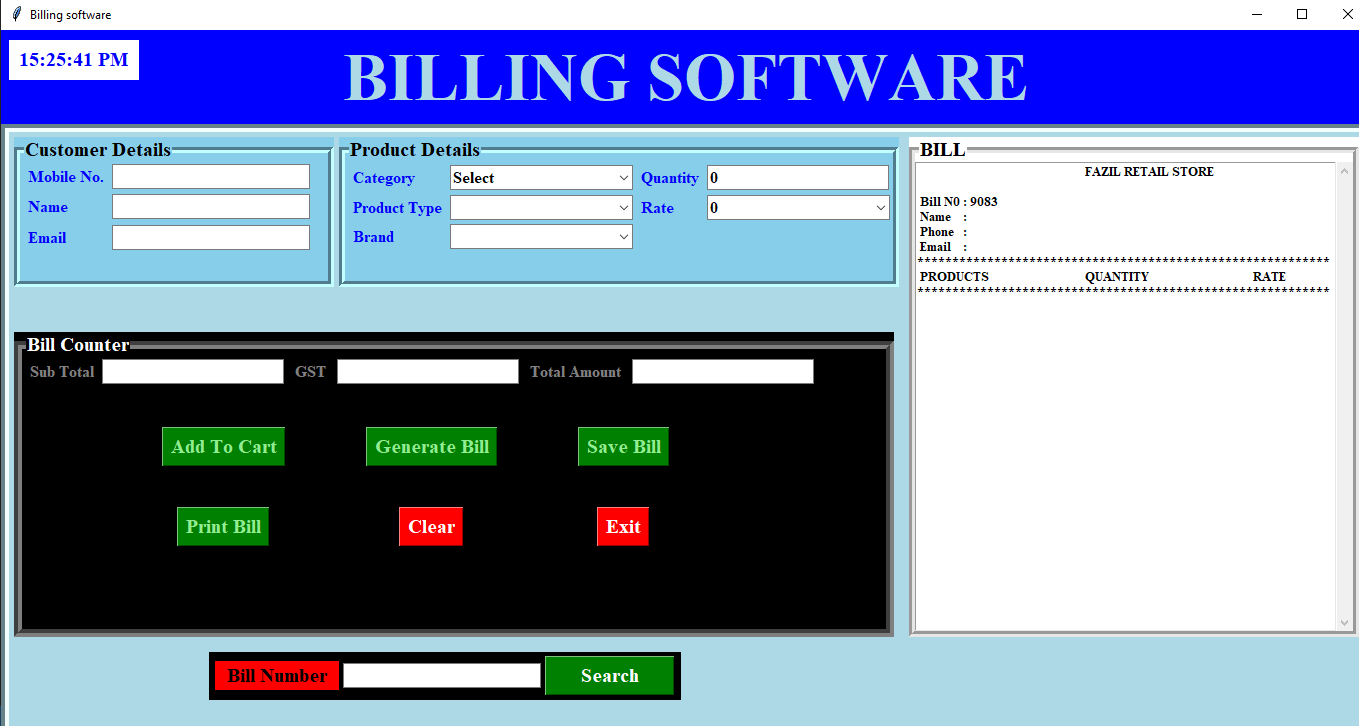 Billing software
15:25:41 PM
BILLING SOFTWARE
Customer Details
Mobile No.
Name
Email
Product Details
Category Select Quantity 0
Product Type Rate 0
Brand
BILL
FAZIL RETAIL STORE
Bill N0 : 9083
Name :
Phone :
Email :
***********************************************************
PRODUCTS QUANTITY RATE
***********************************************************
Bill Counter
Sub Total GST Total Amount
Add To Cart Generate Bill Save Bill
Print Bill Clear Exit
Bill Number Search